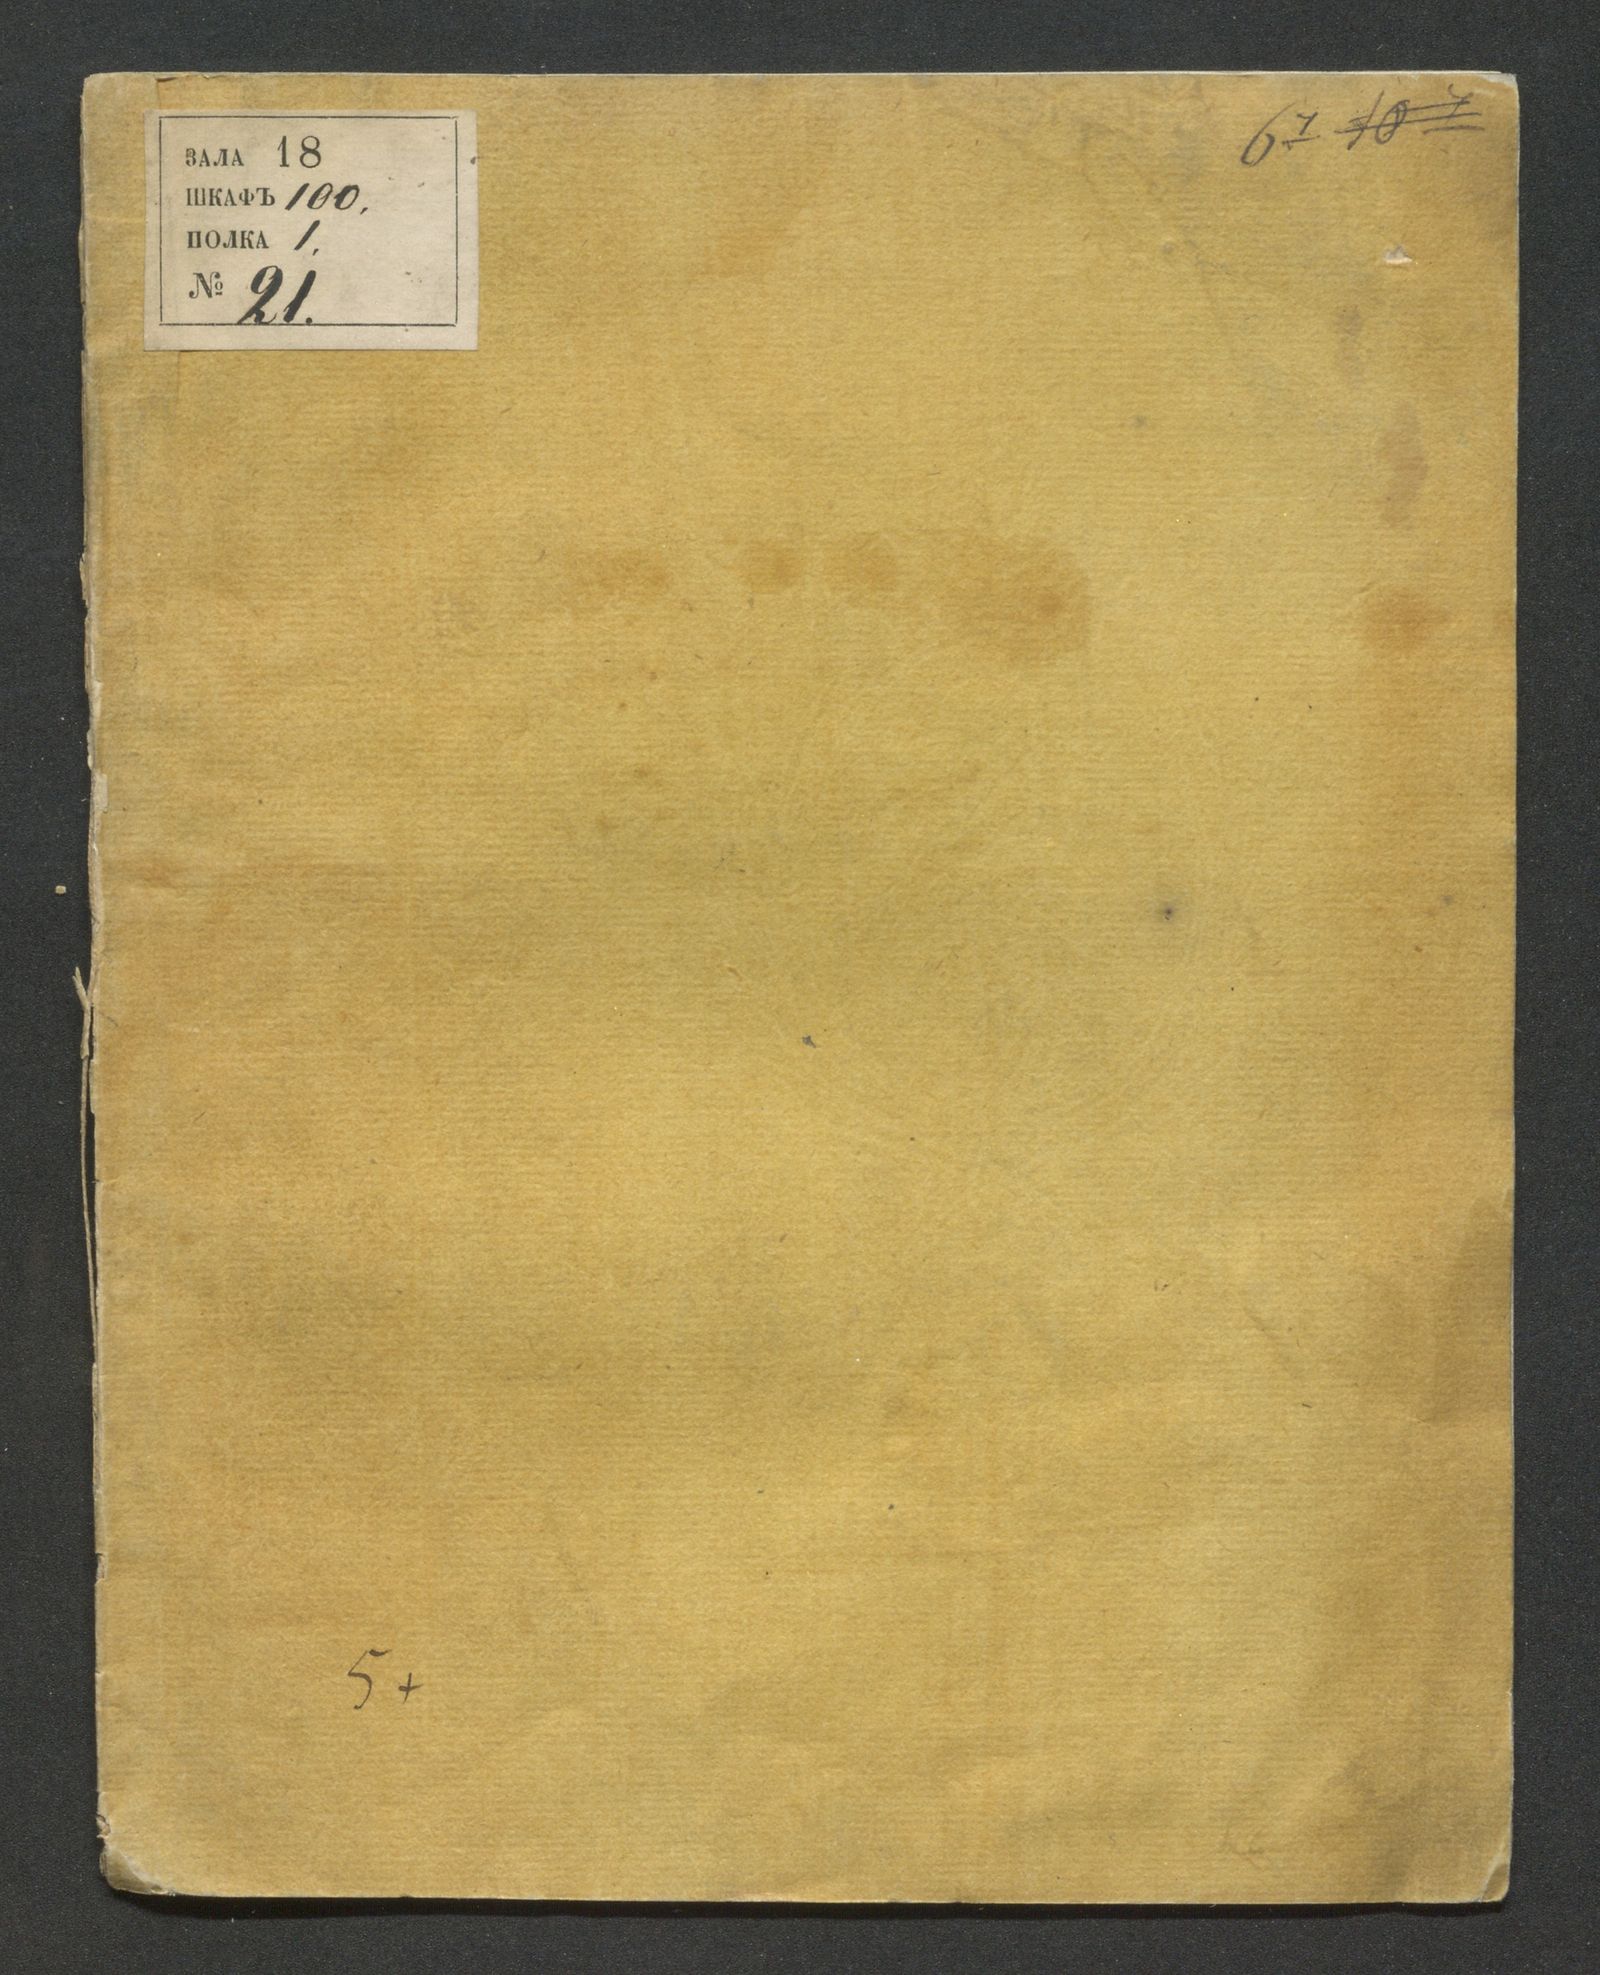 ЗАЛА 18
ШКАФЪ 100.
ПОЛКА 1.
№ 21.
5+